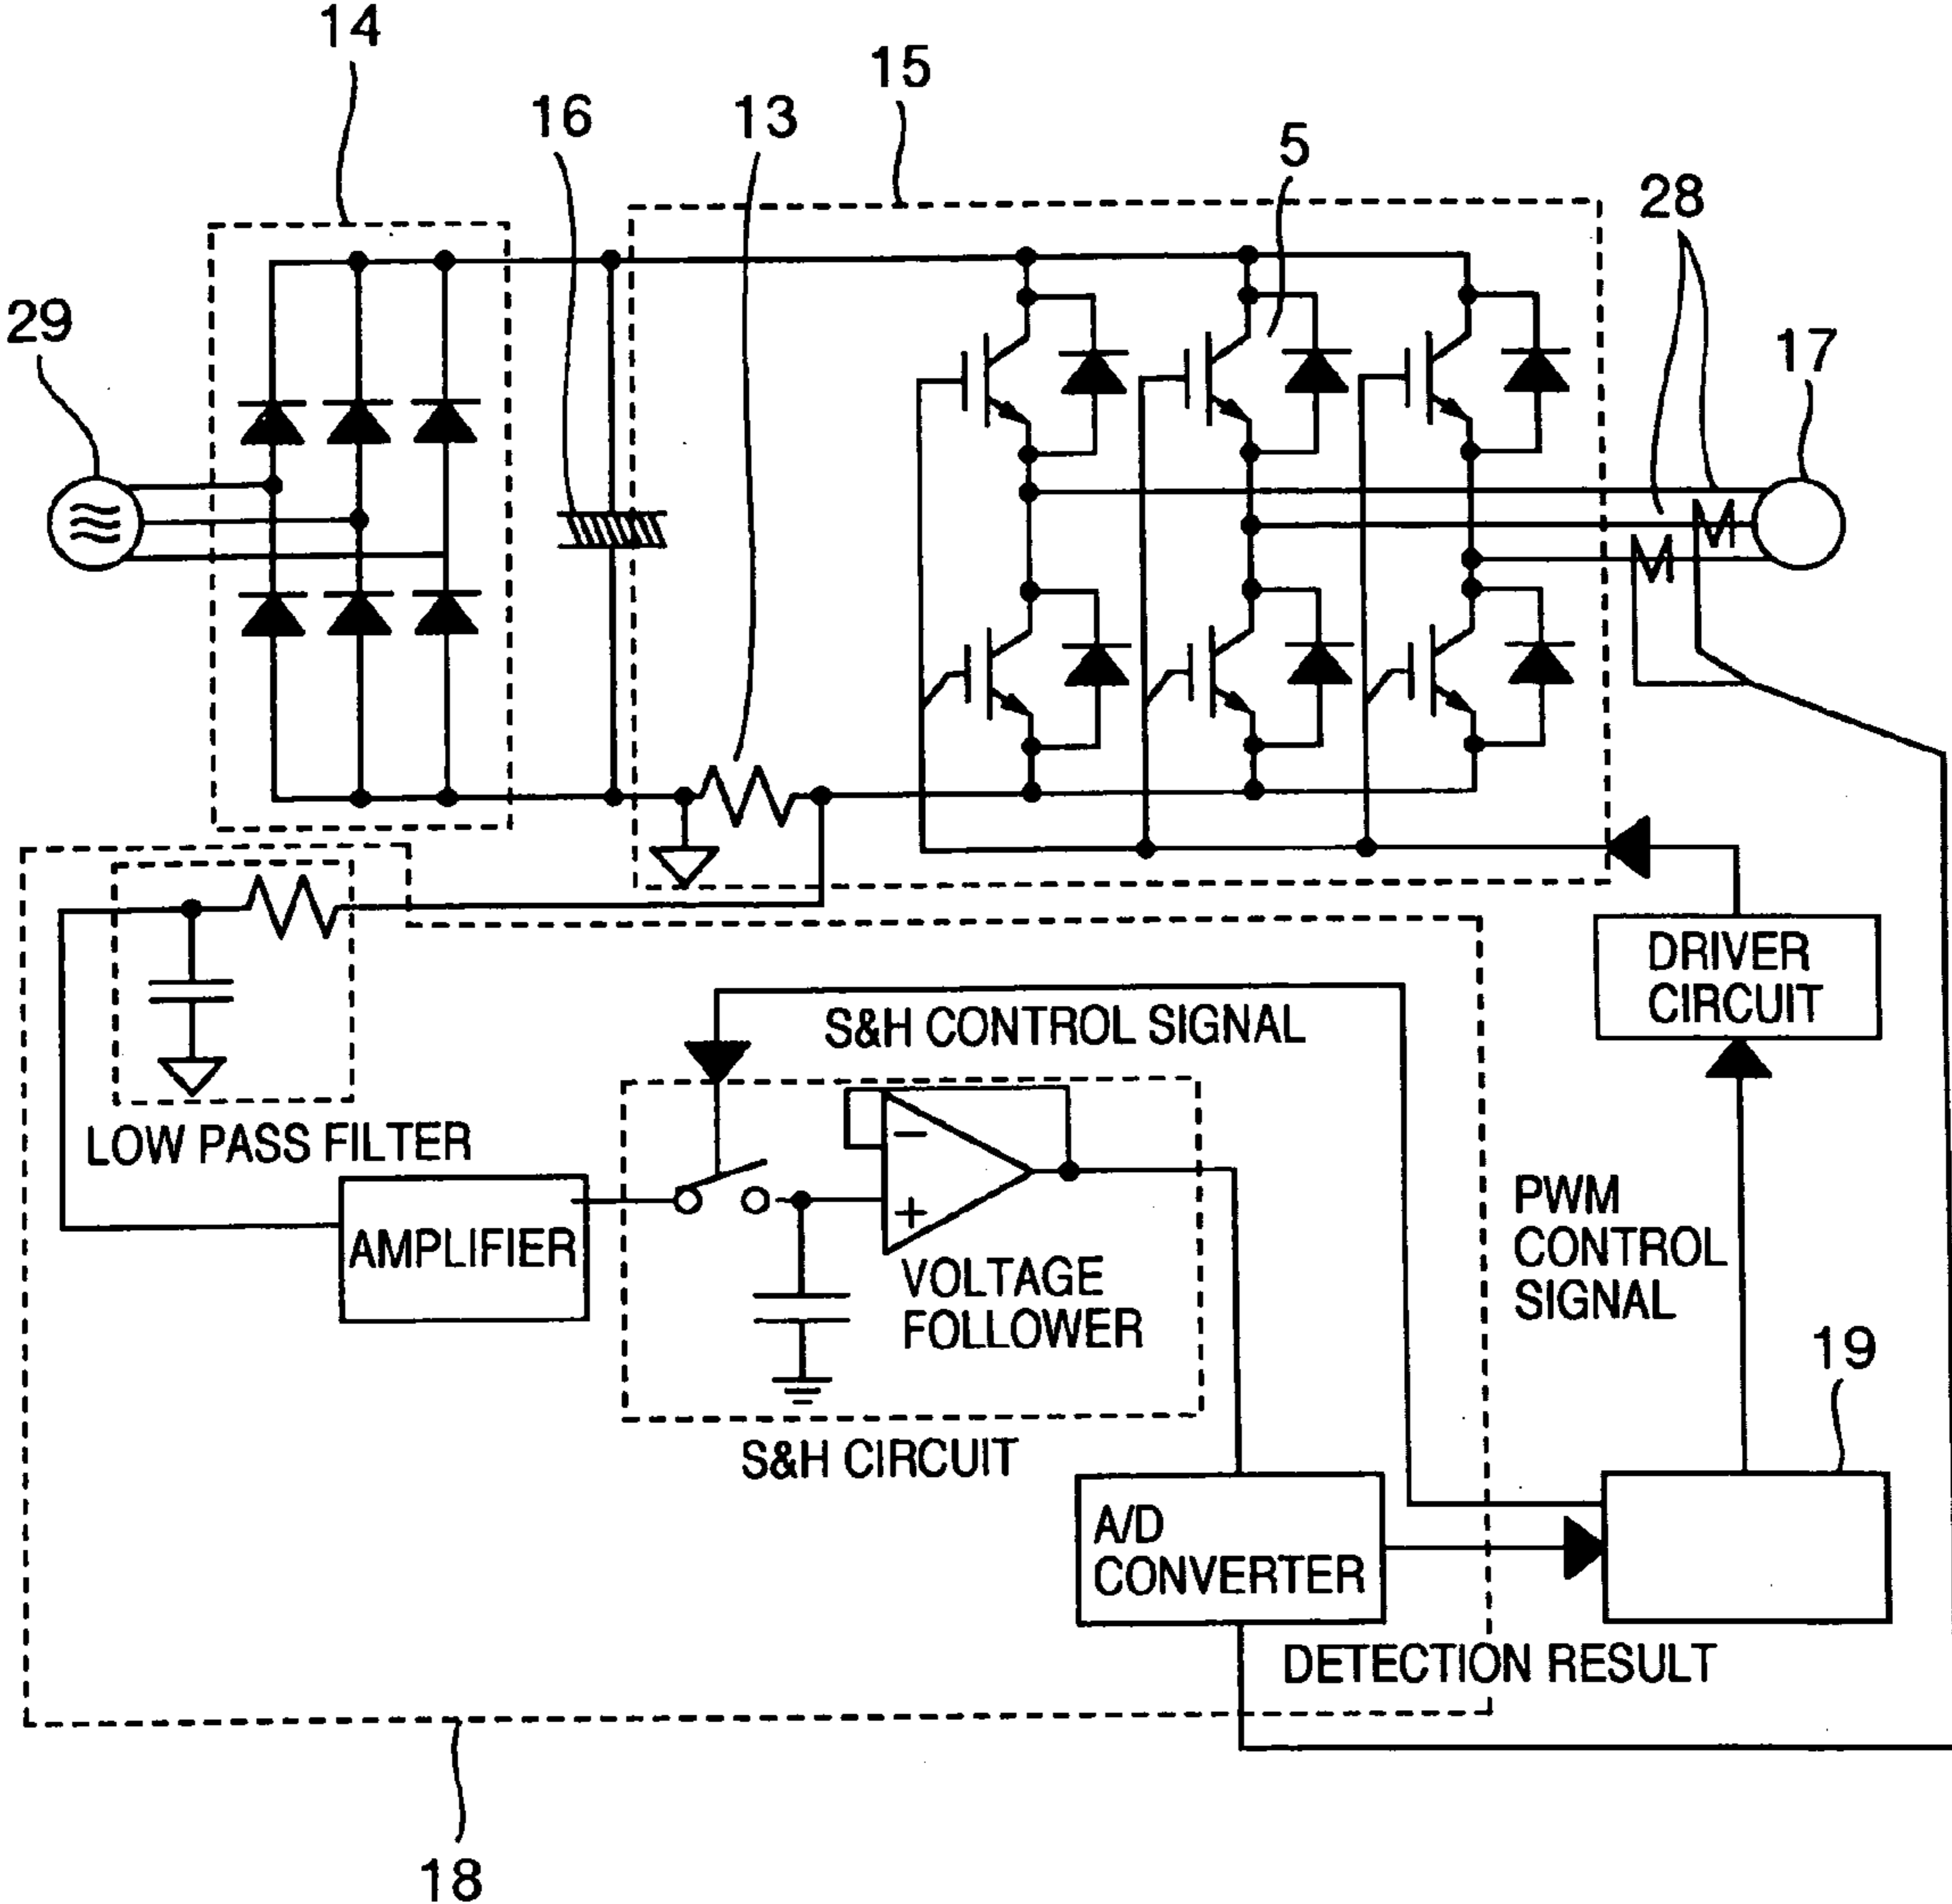 14
15
16
13
5
28
29
17
DRIVER
CIRCUIT
S&H CONTROL SIGNAL
LOW PASS FILTER
−
+
AMPLIFIER
VOLTAGE
FOLLOWER
PWM
CONTROL
SIGNAL
19
S&H CIRCUIT
A/D
CONVERTER
DETECTION RESULT
18